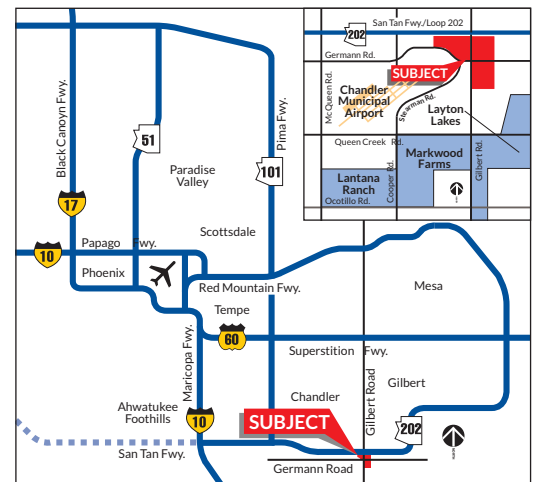 San Tan Fwy./Loop 202
202
Germann Rd.
SUBJECT
McQueen Rd.
Chandler
Municipal
Airport
Stearman Rd.
Layton
Lakes
Queen Creek Rd.
Markwood
Farms
Lantana
Ranch
Cooper Rd.
Gilbert Rd.
Ocotillo Rd.
Black Canoyn Fwy.
51
Pima Fwy.
Paradise
Valley
101
17
Scottsdale
10
Papago Fwy.
Phoenix
Red Mountain Fwy.
Mesa
Tempe
60
Maricopa Fwy.
Superstition Fwy.
Gilbert Road
Gilbert
Chandler
Ahwatukee
Foothills
10
SUBJECT
202
San Tan Fwy.
Germann Road